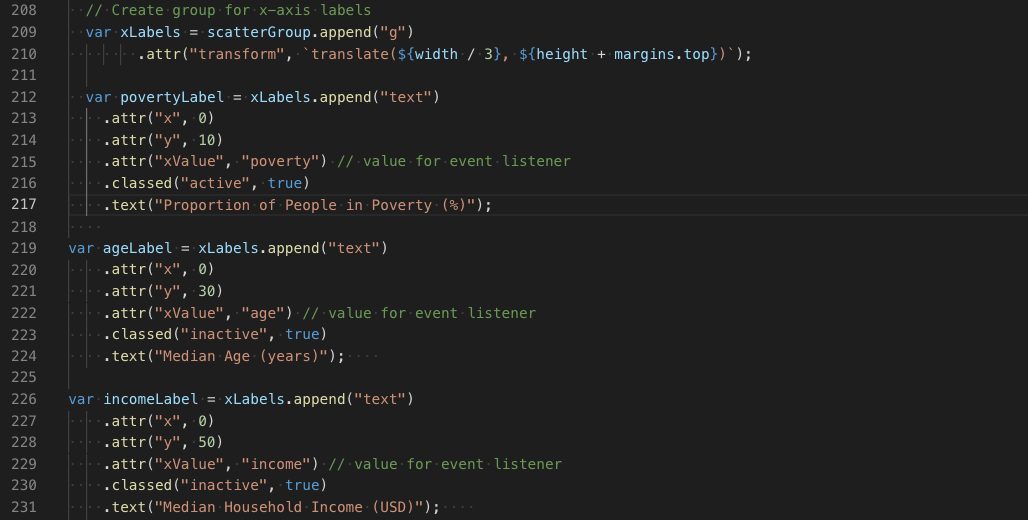 208 // Create group for x-axis labels
209 var xLabels = scatterGroup.append("g")
210 .attr("transform", `translate(${width / 3}, ${height + margins.top})`);
211
212 var povertyLabel = xLabels.append("text")
213 .attr("x", 0)
214 .attr("y", 10)
215 .attr("xValue", "poverty") // value for event listener
216 .classed("active", true)
217 .text("Proportion of People in Poverty (%)");
218
219 var ageLabel = xLabels.append("text")
220 .attr("x", 0)
221 .attr("y", 30)
222 .attr("xValue", "age") // value for event listener
223 .classed("inactive", true)
224 .text("Median Age (years)");
225
226 var incomeLabel = xLabels.append("text")
227 .attr("x", 0)
228 .attr("y", 50)
229 .attr("xValue", "income") // value for event listener
230 .classed("inactive", true)
231 .text("Median Household Income (USD)");